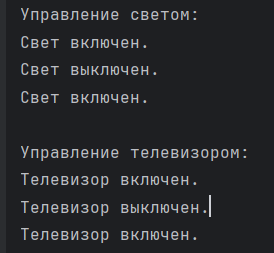 Управление светом:
Свет включен.
Свет выключен.
Свет включен.

Управление телевизором:
Телевизор включен.
Телевизор выключен.
Телевизор включен.